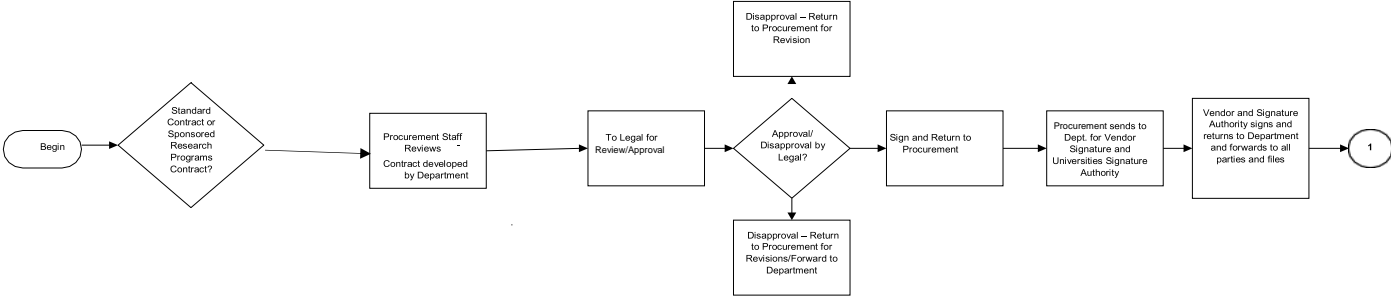 Begin
Standard
Contract or
Sponsored
Research
Programs
Contract?
Procurement Staff
Reviews -
Contract developed
by Department
To Legal for
Review/Approval
Disapproval – Return
to Procurement for
Revision
Approval/
Disapproval by
Legal?
Disapproval – Return
to Procurement for
Revisions/Forward to
Department
Sign and Return to
Procurement
Procurement sends to
Dept. for Vendor
Signature and
Universities Signature
Authority
Vendor and Signature
Authority signs and
returns to Department
and forwards to all
parties and files
1